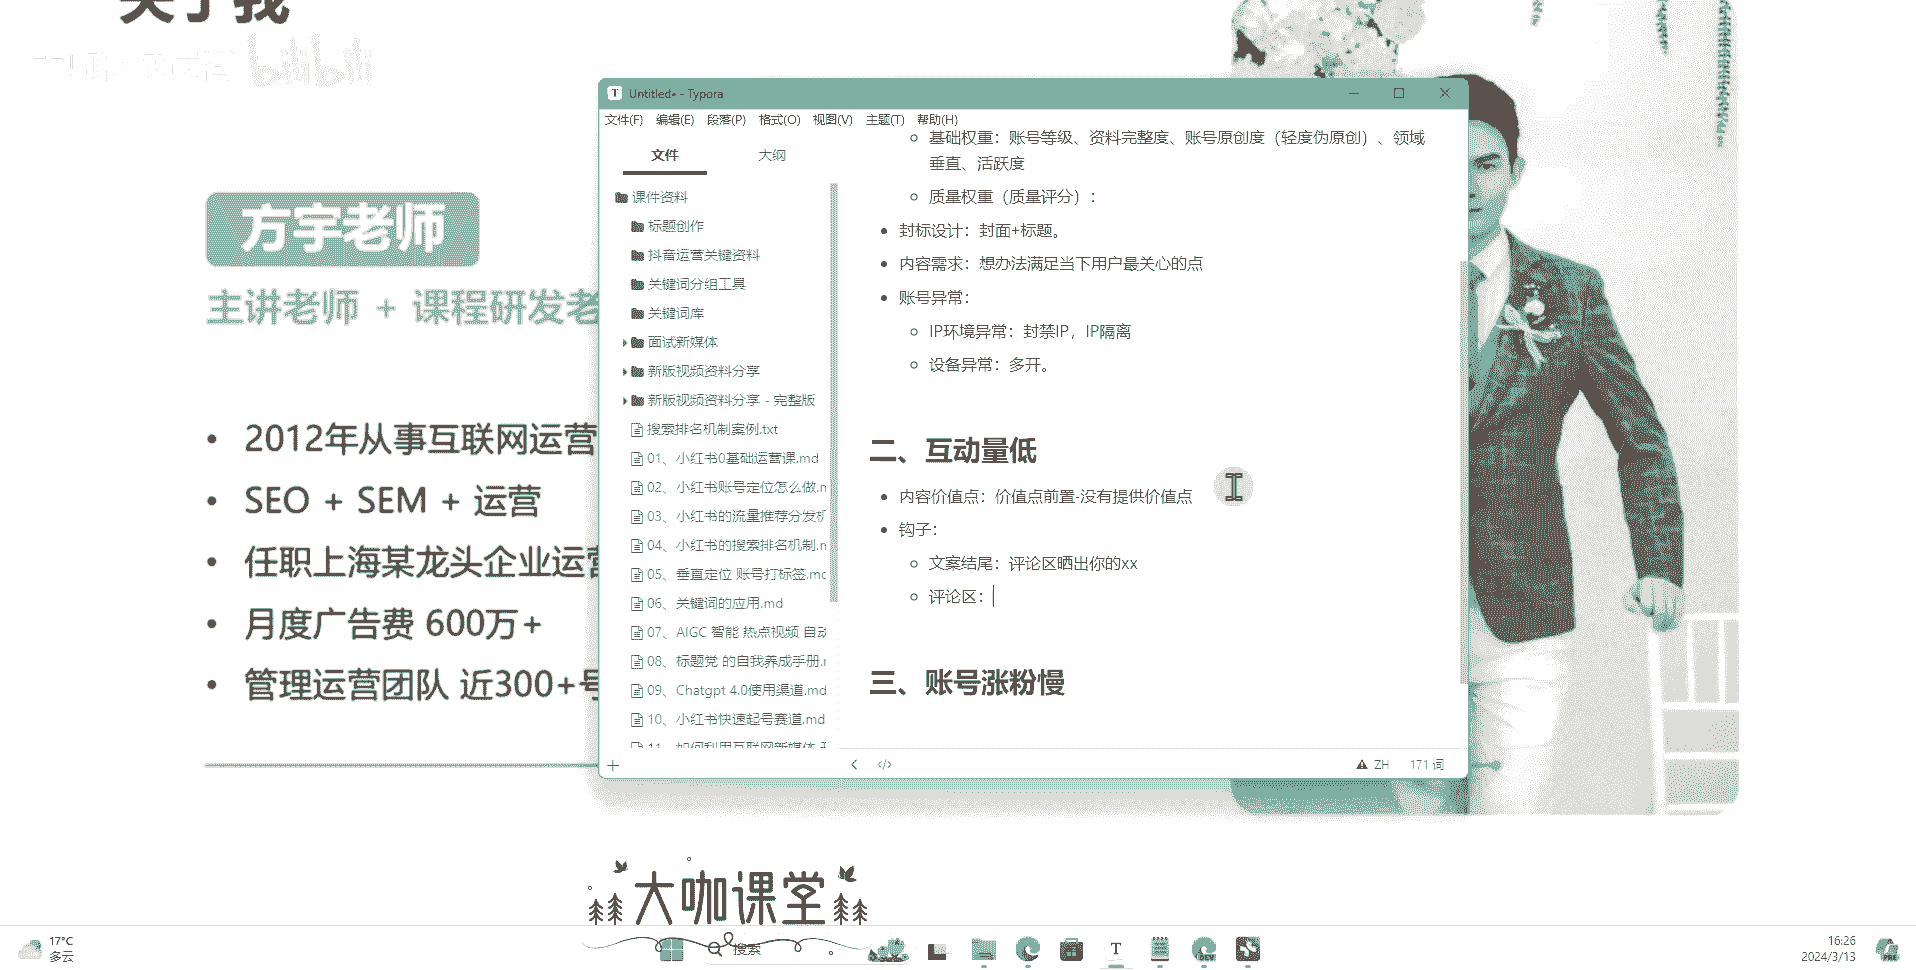 关于我
bilibili
方宇老师
主讲老师 + 课程研发老
• 2012年从事互联网运营
• SEO + SEM + 运营
• 任职上海某龙头企业运营
• 月度广告费 600万+
• 管理运营团队 近300+号
Untitled• - Typora
文件(F) 编辑(E) 段落(P) 格式(O) 视图(V) 主题(T) 帮助(H)
文件 大纲
课件资料
标题创作
抖音运营关键资料
关键词分组工具
关键词库
面试新媒体
新版视频资料分享
新版视频资料分享 - 完整版
搜索排名机制案例.txt
01、小红书0基础运营课.md
02、小红书账号定位怎么做.m
03、小红书的流量推荐分发机
04、小红书的搜索排名机制.m
05、垂直定位 账号打标签.md
06、关键词的应用.md
07、AIGC 智能 热点视频 自动
08、标题党 的自我养成手册.m
09、Chatgpt 4.0使用渠道.md
10、小红书快速起号赛道.md
11、如何利用互联网新媒体
基础权重：账号等级、资料完整度、账号原创度（轻度伪原创）、领域
垂直、活跃度
质量权重（质量评分）：
封标设计：封面+标题。
内容需求：想办法满足当下用户最关心的点
账号异常：
IP环境异常：封禁IP，IP隔离
设备异常：多开。
二、互动量低
内容价值点：价值点前置-没有提供价值点
钩子：
文案结尾：评论区晒出你的xx
评论区：
三、账号涨粉慢
ZH 171 词
大咖课堂
17°C
多云
搜索
16:26
2024/3/13